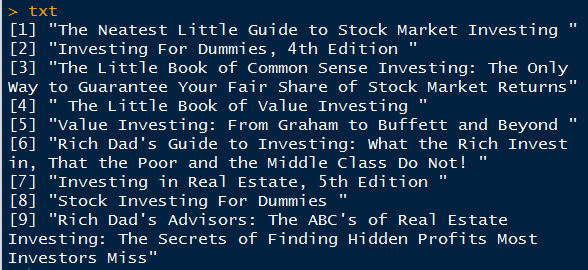 > txt
[1] "The Neatest Little Guide to Stock Market Investing "
[2] "Investing For Dummies, 4th Edition "
[3] "The Little Book of Common Sense Investing: The Only
Way to Guarantee Your Fair Share of Stock Market Returns"
[4] " The Little Book of Value Investing "
[5] "Value Investing: From Graham to Buffett and Beyond "
[6] "Rich Dad's Guide to Investing: What the Rich Invest
in, That the Poor and the Middle Class Do Not! "
[7] "Investing in Real Estate, 5th Edition "
[8] "Stock Investing For Dummies "
[9] "Rich Dad's Advisors: The ABC's of Real Estate
Investing: The Secrets of Finding Hidden Profits Most
Investors Miss"